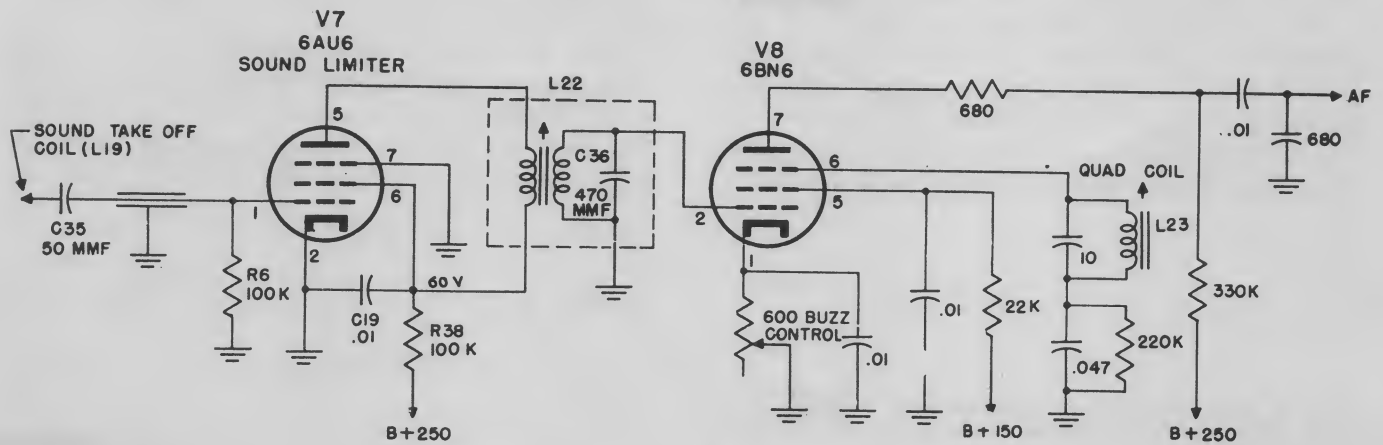 V7
6AU6
SOUND LIMITER
SOUND TAKE OFF
COIL (L19)
C35
50 MMF
5
7
6
1
2
R6
100K
C19
.01
60V
R38
100K
B+250
L22
C36
470
MMF
V8
6BN6
7
6
5
2
1
600 BUZZ
CONTROL
.01
.01
22K
B+150
680
QUAD COIL
L23
10
.047
220K
330K
B+250
.01
680
AF